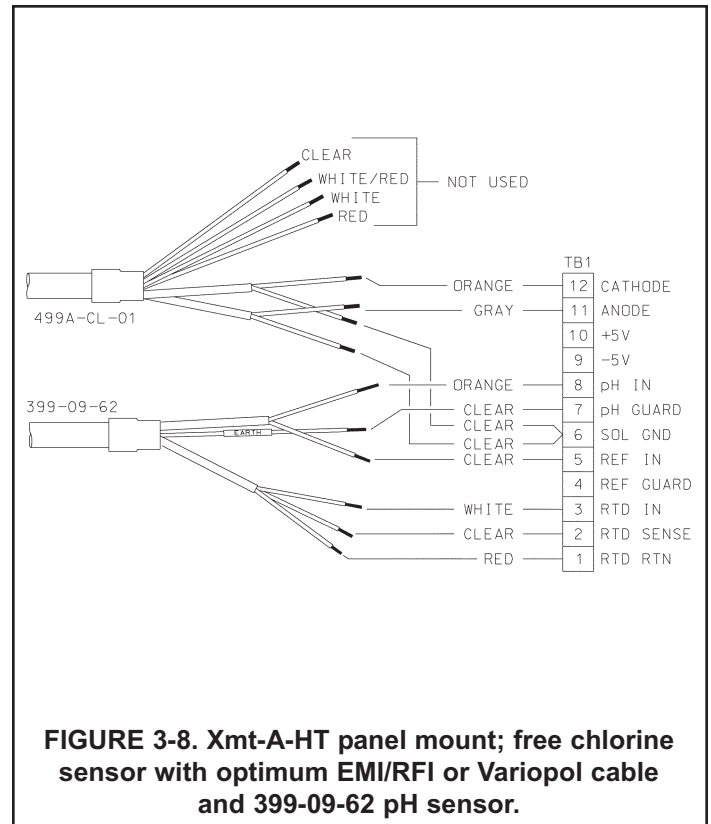 CLEAR
WHITE/RED
WHITE
RED
NOT USED
499A-CL-01
TB1
ORANGE 12 CATHODE
GRAY 11 ANODE
10 +5V
9 -5V
399-09-62
ORANGE 8 pH IN
CLEAR 7 pH GUARD
CLEAR
CLEAR
6 SOL GND
EARTH
CLEAR 5 REF IN
4 REF GUARD
WHITE 3 RTD IN
CLEAR 2 RTD SENSE
RED 1 RTD RTN
FIGURE 3-8. Xmt-A-HT panel mount; free chlorine
sensor with optimum EMI/RFI or Variopol cable
and 399-09-62 pH sensor.